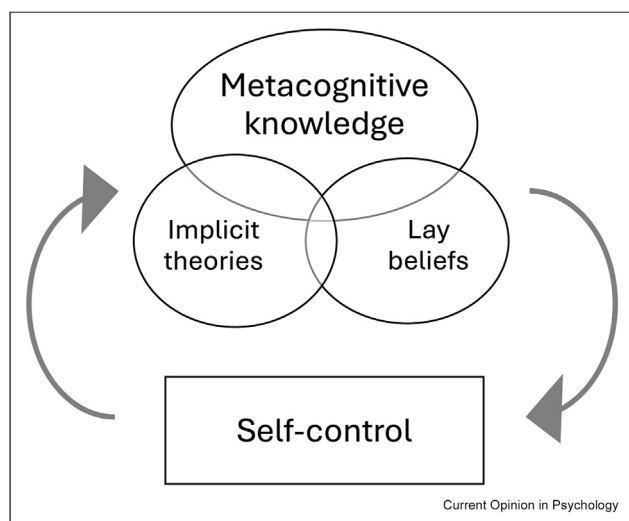 Metacognitive
knowledge
Implicit
theories
Lay
beliefs
Self-control
Current Opinion in Psychology